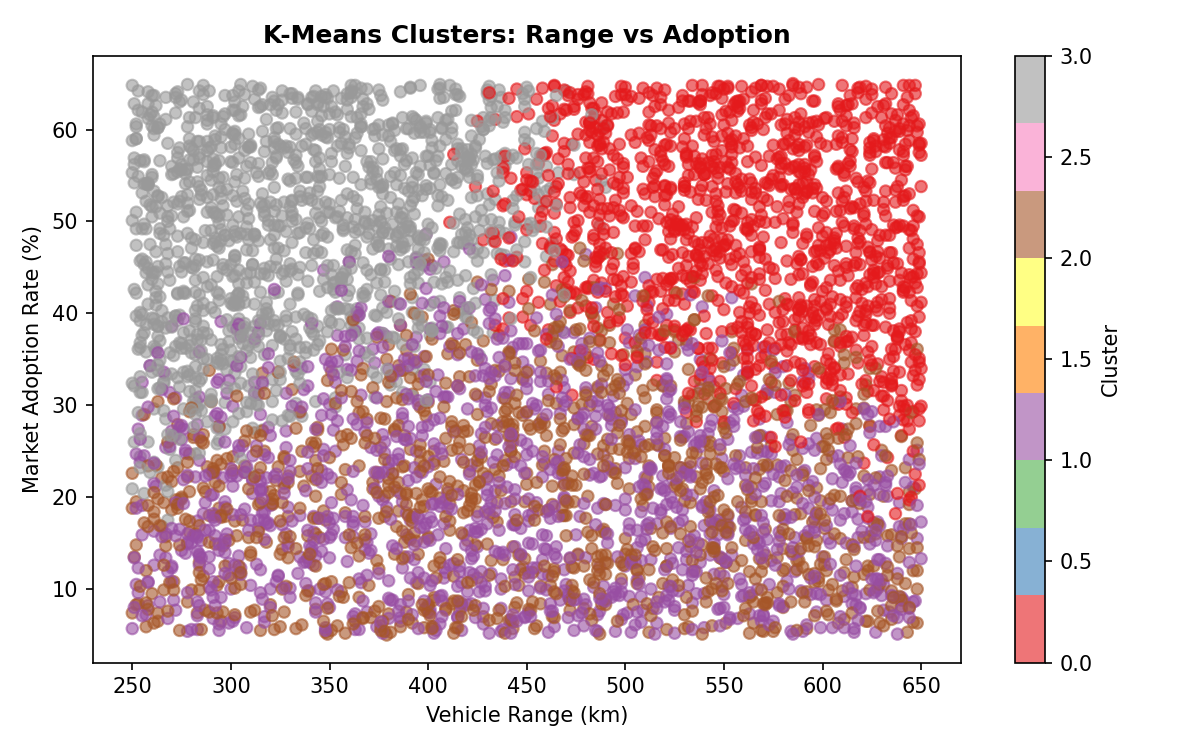 K-Means Clusters: Range vs Adoption
Market Adoption Rate (%)
60
50
40
30
20
10
250 300 350 400 450 500 550 600 650
Vehicle Range (km)
3.0
2.5
2.0
1.5
1.0
0.5
0.0
Cluster